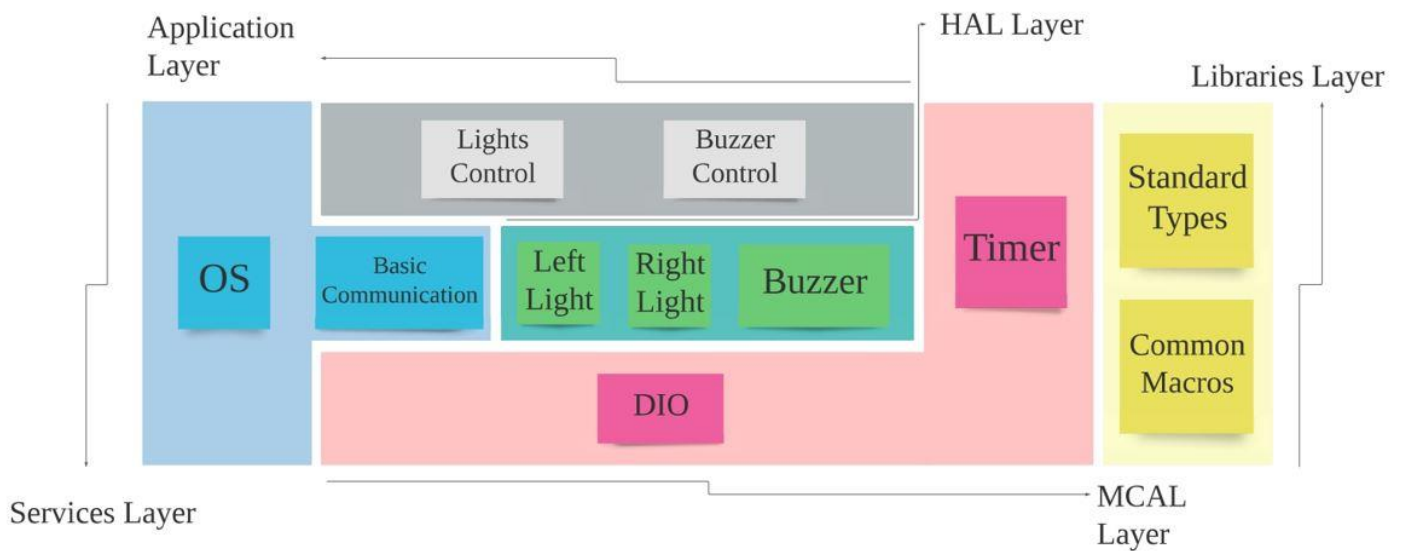 Application
Layer
HAL Layer
Libraries Layer
Lights
Control
Buzzer
Control
Standard
Types
Timer
OS
Basic
Communication
Left
Light
Right
Light
Buzzer
Common
Macros
DIO
Services Layer
MCAL
Layer